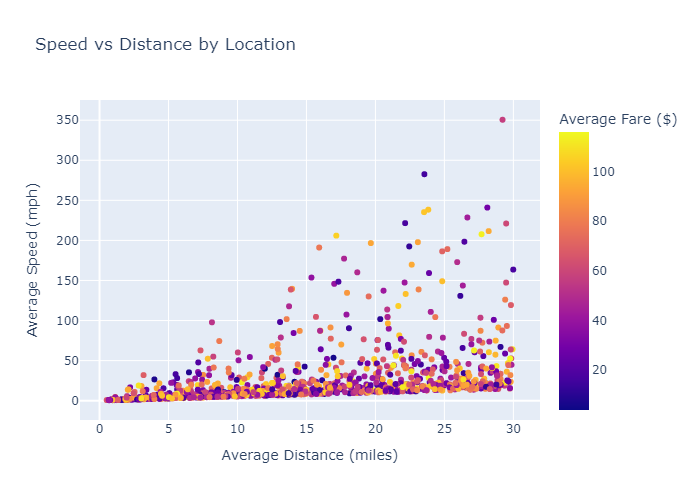 Speed vs Distance by Location
Average Fare ($)
350
300
250
200
150
100
50
0
Average Speed (mph)
0 5 10 15 20 25 30
Average Distance (miles)
100
80
60
40
20